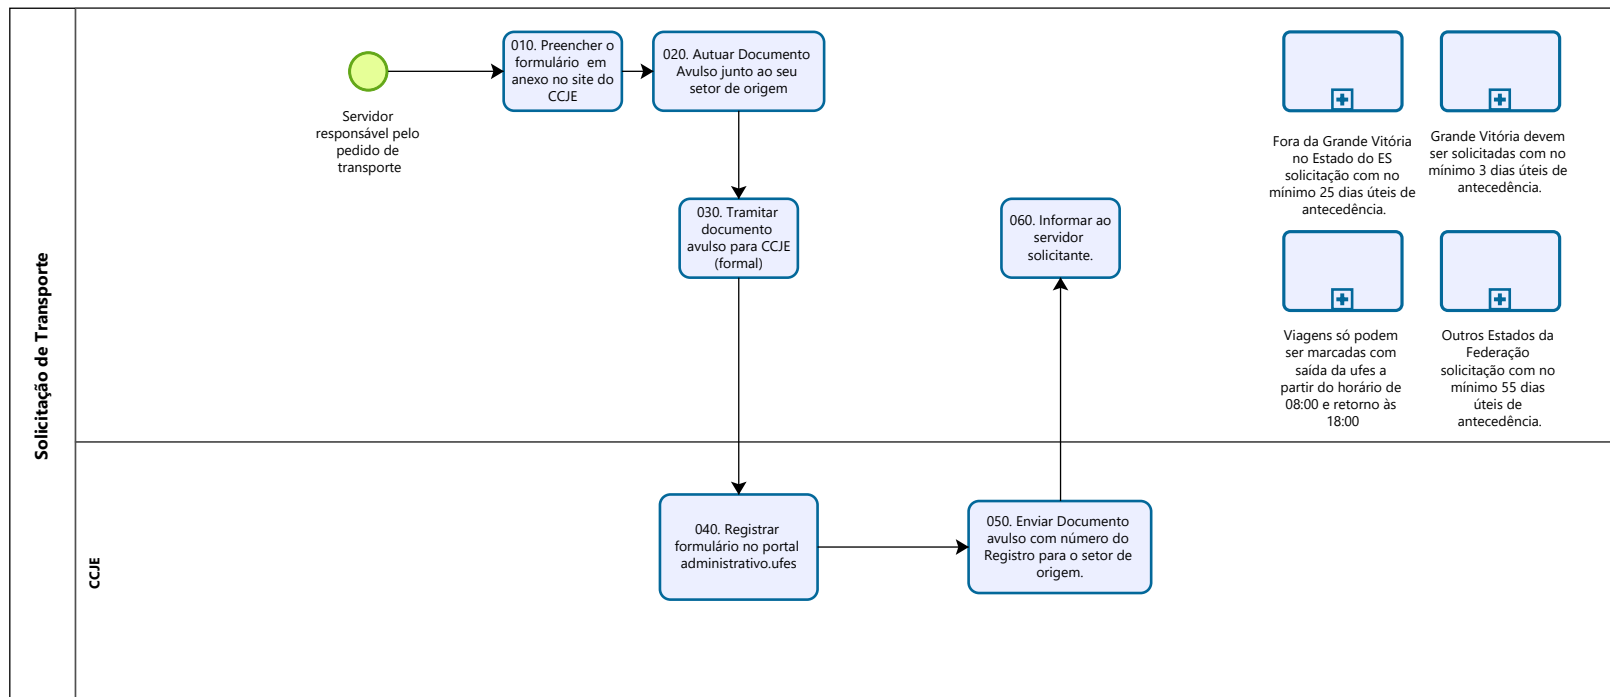 Solicitação de Transporte
Servidor
responsável pelo
pedido de
transporte
010. Preencher o
formulário em
anexo no site do
CCJE
020. Autuar Documento
Avulso junto ao seu
setor de origem
030. Tramitar
documento
avulso para CCJE
(formal)
060. Informar ao
servidor
solicitante.
Fora da Grande Vitória
no Estado do ES
solicitação com no
mínimo 25 dias úteis de
antecedência.
Grande Vitória devem
ser solicitadas com no
mínimo 3 dias úteis de
antecedência.
Viagens só podem
ser marcadas com
saída da ufes a
partir do horário de
08:00 e retorno às
18:00
Outros Estados da
Federação
solicitação com no
mínimo 55 dias
úteis de
antecedência.
CCJE
040. Registrar
formulário no portal
administrativo.ufes
050. Enviar Documento
avulso com número do
Registro para o setor de
origem.